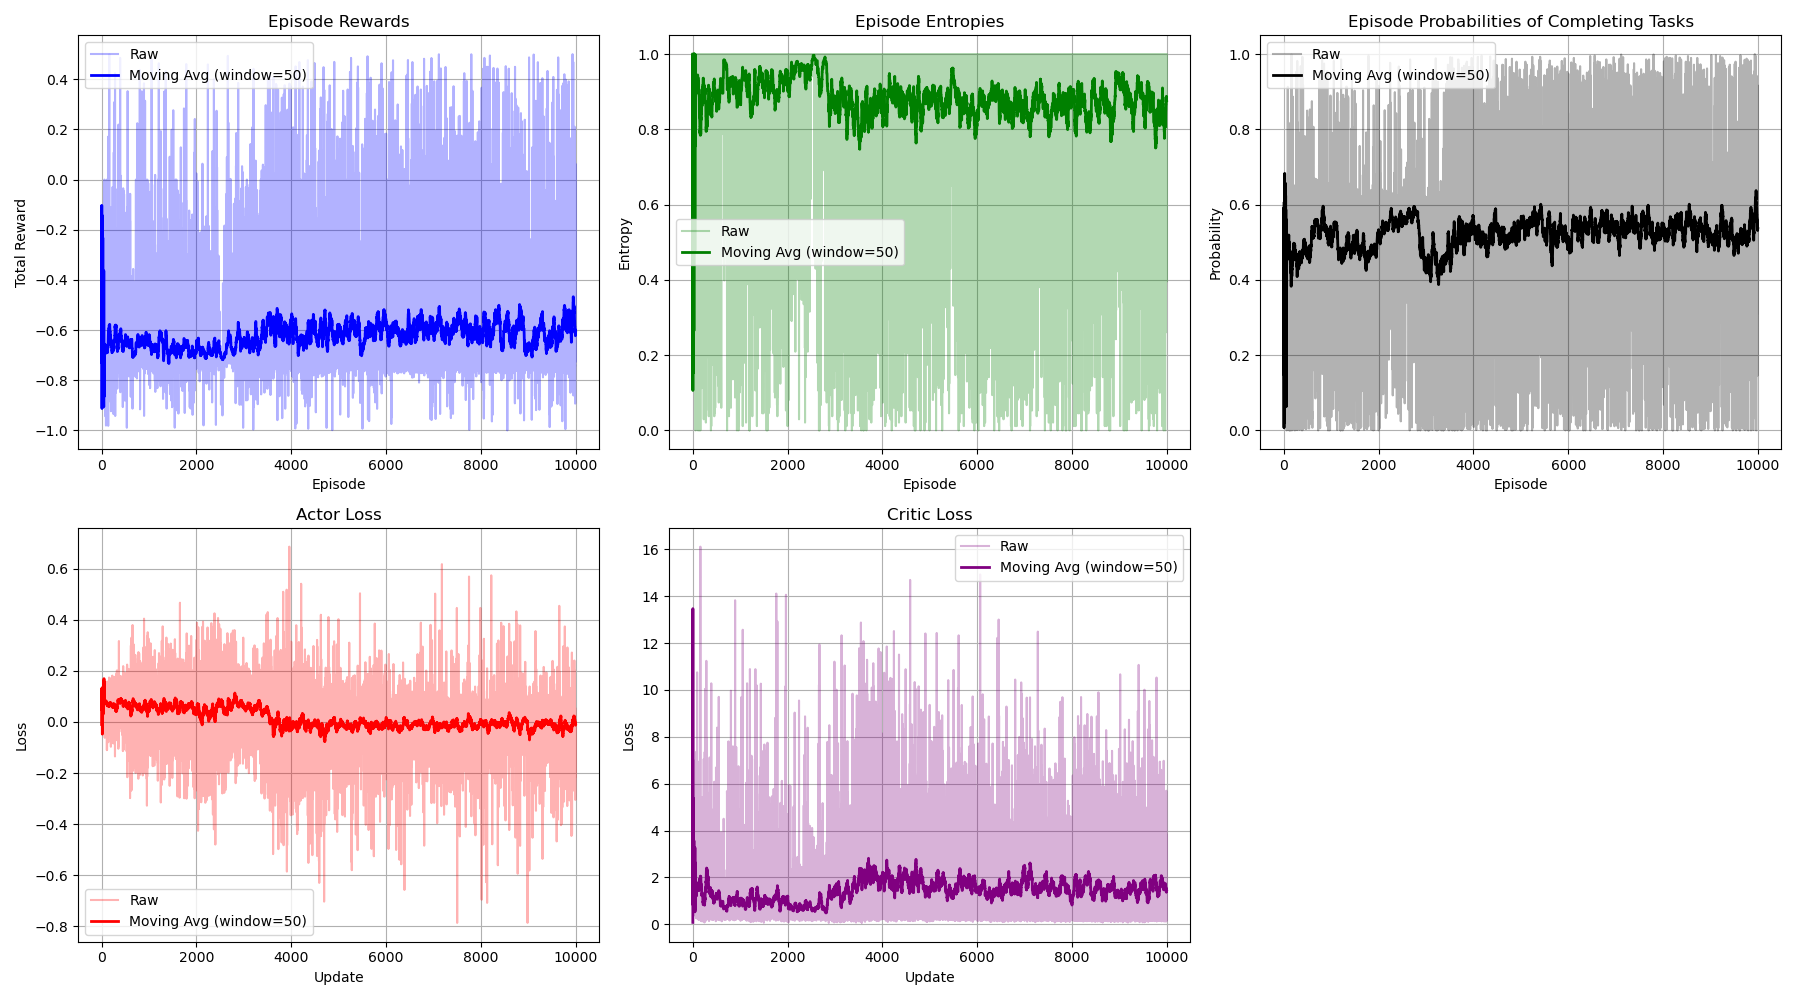 Episode Rewards
Raw
Moving Avg (window=50)
0.4
0.2
0.0
−0.2
−0.4
−0.6
−0.8
−1.0
Total Reward
0
2000
4000
6000
8000
10000
Episode
Episode Entropies
1.0
0.8
0.6
0.4
0.2
0.0
Entropy
Raw
Moving Avg (window=50)
0
2000
4000
6000
8000
10000
Episode
Episode Probabilities of Completing Tasks
Raw
Moving Avg (window=50)
1.0
0.8
0.6
0.4
0.2
0.0
Probability
0
2000
4000
6000
8000
10000
Episode
Actor Loss
0.6
0.4
0.2
0.0
−0.2
−0.4
−0.6
−0.8
Loss
Raw
Moving Avg (window=50)
0
2000
4000
6000
8000
10000
Update
Critic Loss
Raw
Moving Avg (window=50)
16
14
12
10
8
6
4
2
0
Loss
0
2000
4000
6000
8000
10000
Update